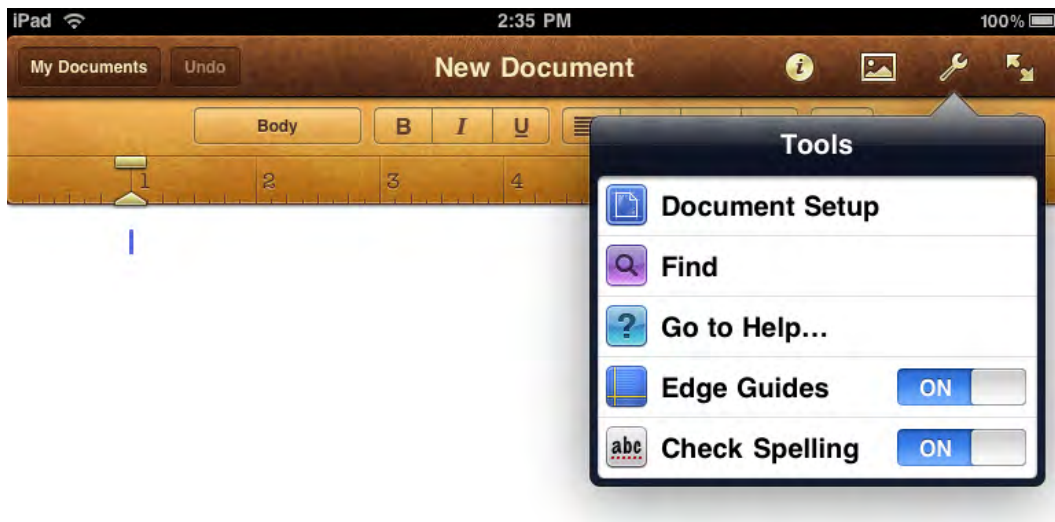 iPad 2:35 PM 100%
My Documents Undo New Document i
Body B I U
1 2 3 4
Tools
Document Setup
Find
? Go to Help...
Edge Guides ON
abc Check Spelling ON